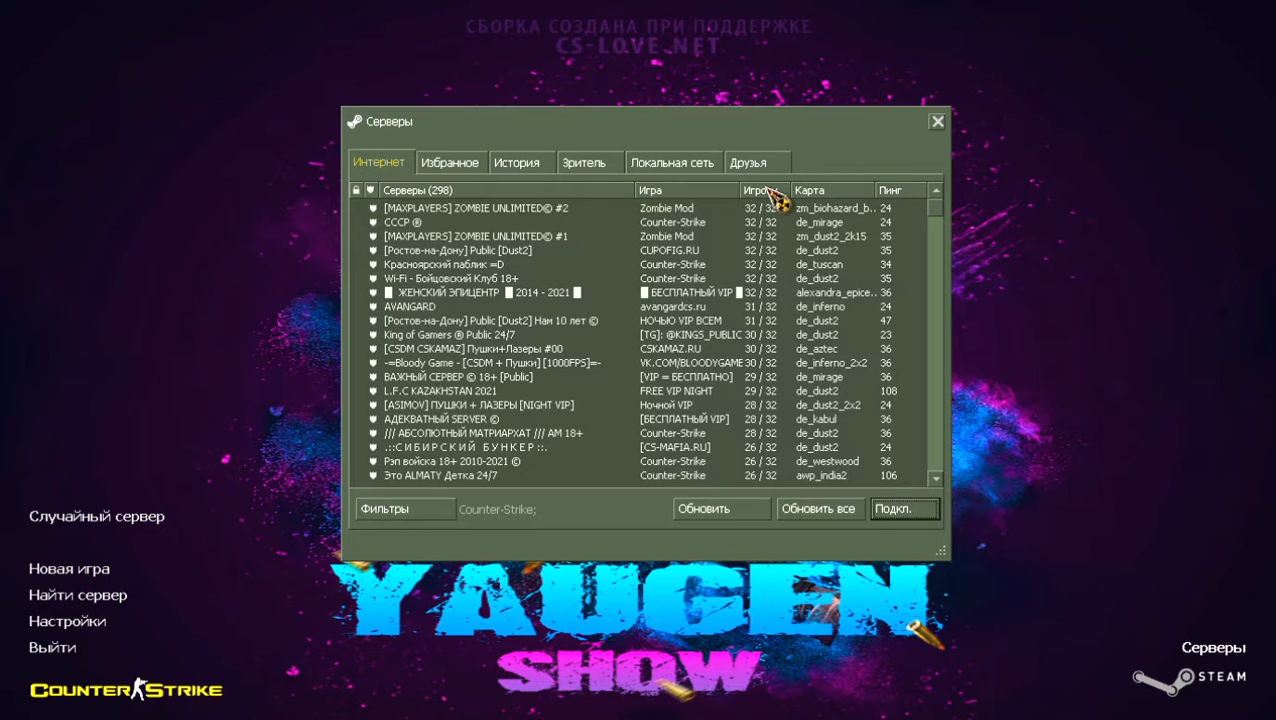 СБОРКА СОЗДАНА ПРИ ПОДДЕРЖКЕ
CS-LOVE.NET
Серверы
Интернет Избранное История Зритель Локальная сеть Друзья
Серверы (298) Игра Карта Пинг
[MAXPLAYERS] ZOMBIE UNLIMITED© #2 Zombie Mod 32 / 32 zm_biohazard_b.. 24
СССР ® Counter-Strike 32 / 32 de_mirage 24
[MAXPLAYERS] ZOMBIE UNLIMITED© #1 Zombie Mod 32 / 32 zm_dust2_2k15 35
[Ростов-на-Дону] Public [Dust2] CUPOFIG.RU 32 / 32 de_dust2 35
Красноярский паблик =D Counter-Strike 32 / 32 de_tuscan 34
Wi-Fi - Бойцовский Клуб 18+ Counter-Strike 32 / 32 de_dust2 35
█ ЖЕНСКИЙ ЭПИЦЕНТР █ 2014 - 2021 █ █ БЕСПЛАТНЫЙ VIP █ 32 / 32 alexandra_epice.. 36
AVANGARD avangardcs.ru 31 / 32 de_inferno 24
[Ростов-на-Дону] Public [Dust2] Нам 10 лет © НОЧЬЮ VIP ВСЕМ 31 / 32 de_dust2 47
King of Gamers ® Public 24/7 [TG]: @KINGS_PUBLIC 30 / 32 de_dust2 23
[CSDM CSKAMAZ] Пушки+Лазеры #00 CSKAMAZ.RU 30 / 32 de_aztec 36
-=Bloody Game - [CSDM + Пушки] [1000FPS]=- VK.COM/BLOODYGAME 30 / 32 de_inferno_2x2 36
ВАЖНЫЙ СЕРВЕР © 18+ [Public] [VIP = БЕСПЛАТНО] 29 / 32 de_mirage 36
L.F.C KAZAKHSTAN 2021 FREE VIP NIGHT 29 / 32 de_dust2 108
[ASIMOV] ПУШКИ + ЛАЗЕРЫ [NIGHT VIP] Ночной VIP 28 / 32 de_dust2_2x2 24
АДЕКВАТНЫЙ SERVER © [БЕСПЛАТНЫЙ VIP] 28 / 32 de_kabul 36
/// АБСОЛЮТНЫЙ МАТРИАРХАТ /// AM 18+ Counter-Strike 28 / 32 de_dust2 36
.::С И Б И Р С К И Й Б У Н К Е Р ::. [CS-MAFIA.RU] 26 / 32 de_dust2 24
Рэп войска 18+ 2010-2021 © Counter-Strike 26 / 32 de_westwood 36
Это ALMATY Детка 24/7 Counter-Strike 26 / 32 awp_india2 106
Фильтры Counter-Strike; Обновить Обновить все Подкл.
Случайный сервер
Новая игра
Найти сервер
Настройки
Выйти
COUNTER STRIKE
YAUGEN
SHOW
Серверы
STEAM